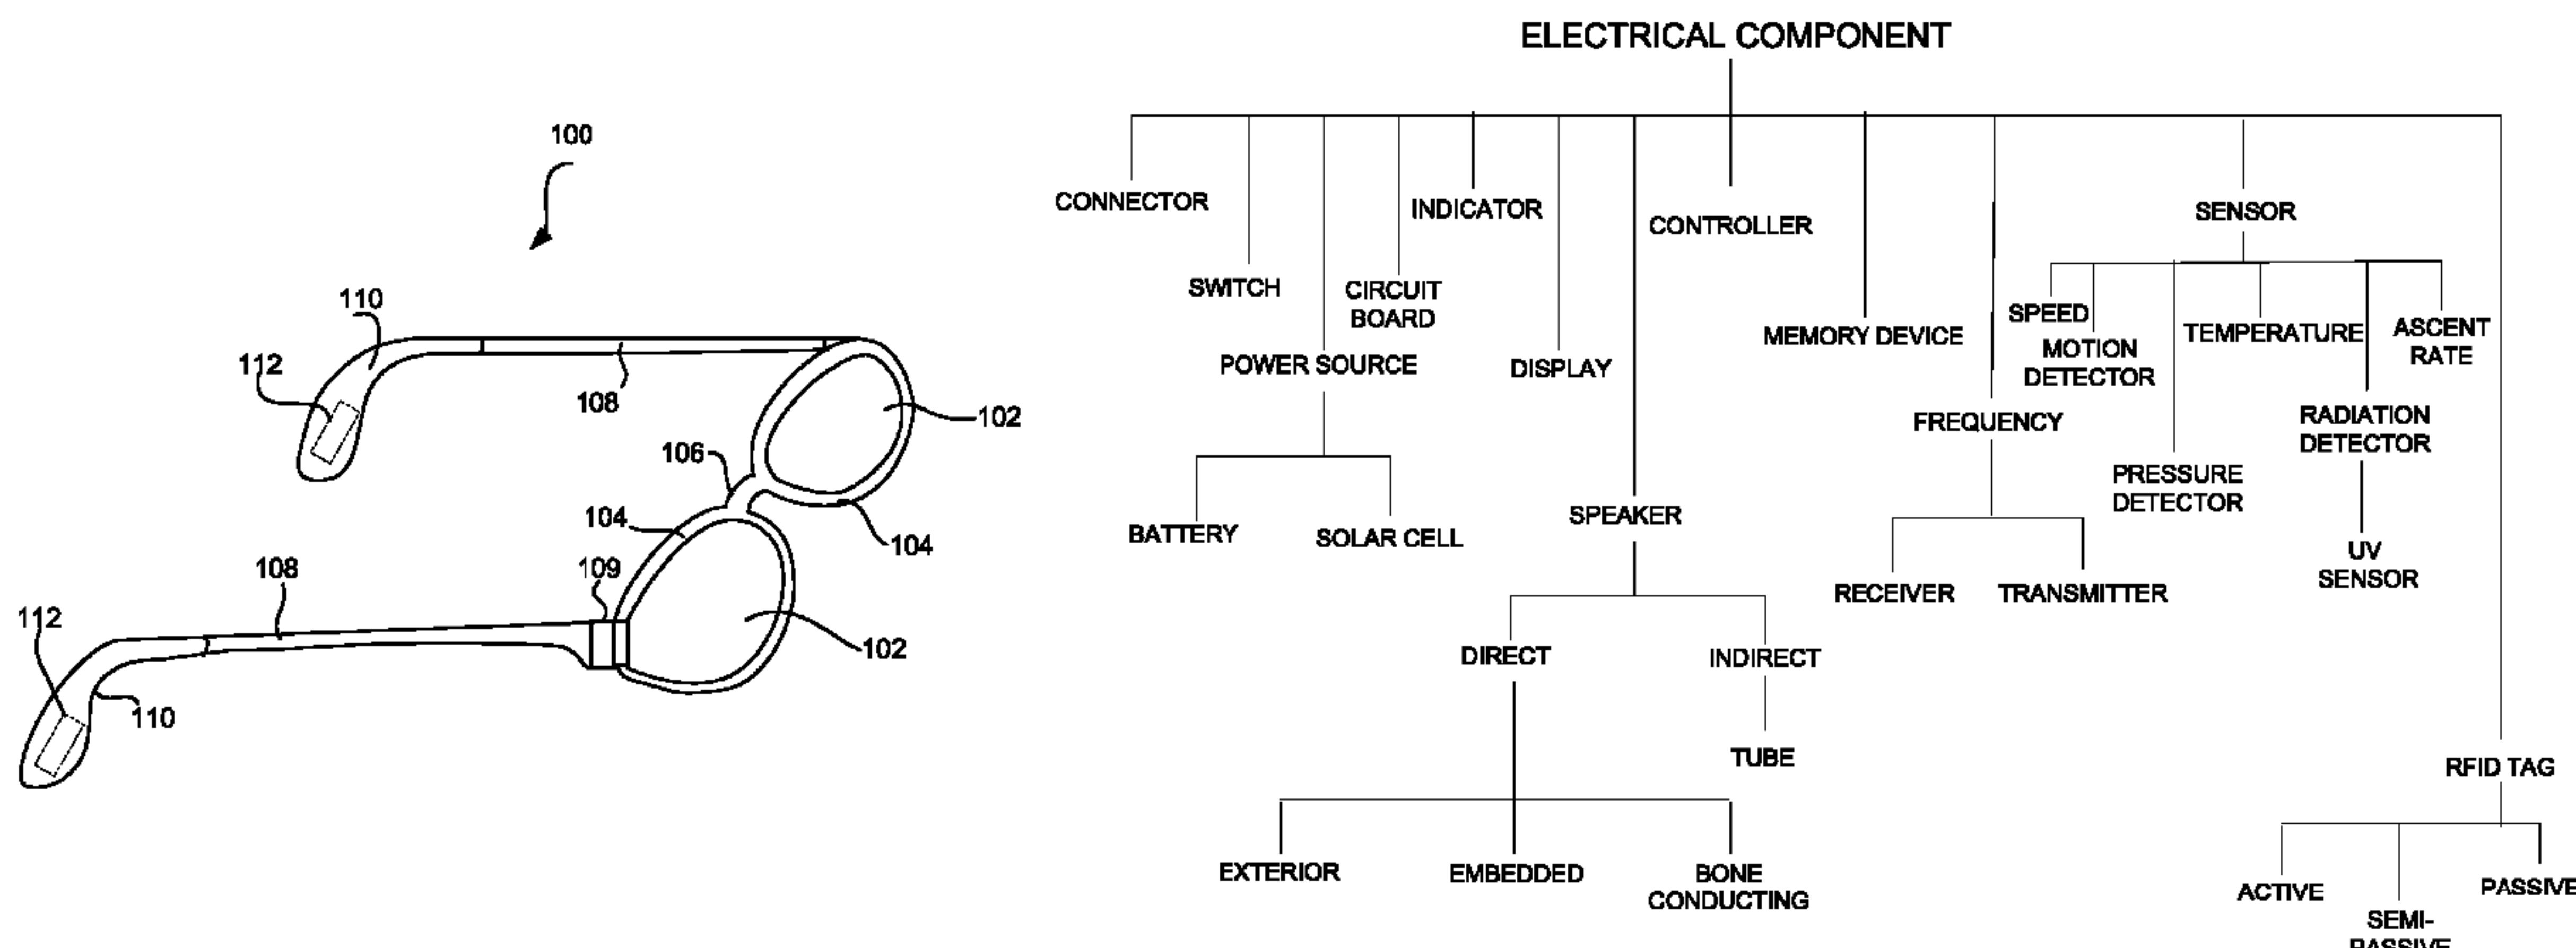 100
110
112
108
102
106
104
104
109
108
112
102
110
ELECTRICAL COMPONENT
CONNECTOR
INDICATOR
CONTROLLER
SENSOR
SWITCH
CIRCUIT
BOARD
POWER SOURCE
DISPLAY
MEMORY DEVICE
SPEED
MOTION
DETECTOR
TEMPERATURE
ASCENT
RATE
FREQUENCY
RADIATION
DETECTOR
PRESSURE
DETECTOR
BATTERY
SOLAR CELL
SPEAKER
RECEIVER
TRANSMITTER
UV
SENSOR
DIRECT
INDIRECT
TUBE
RFID TAG
EXTERIOR
EMBEDDED
BONE
CONDUCTING
ACTIVE
SEMI-
PASSIVE
PASSIVE